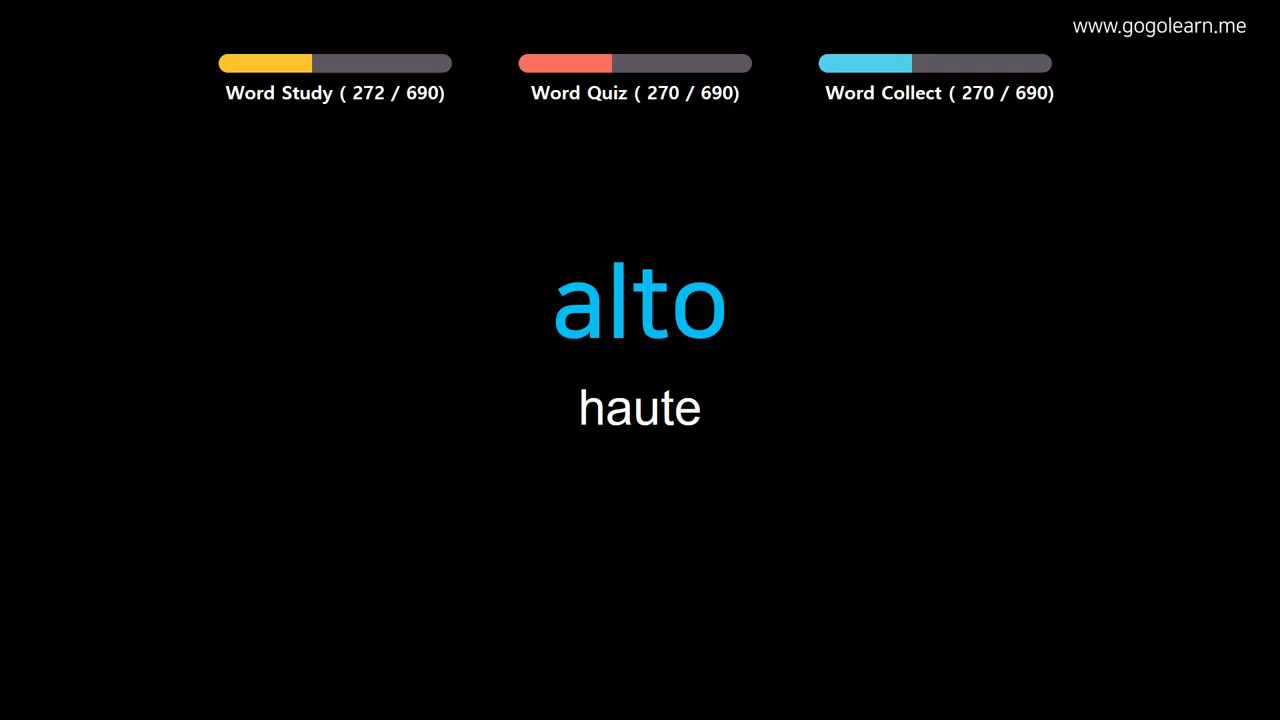 www.gogolearn.me
Word Study ( 272 / 690)
Word Quiz ( 270 / 690)
Word Collect ( 270 / 690)
alto
haute